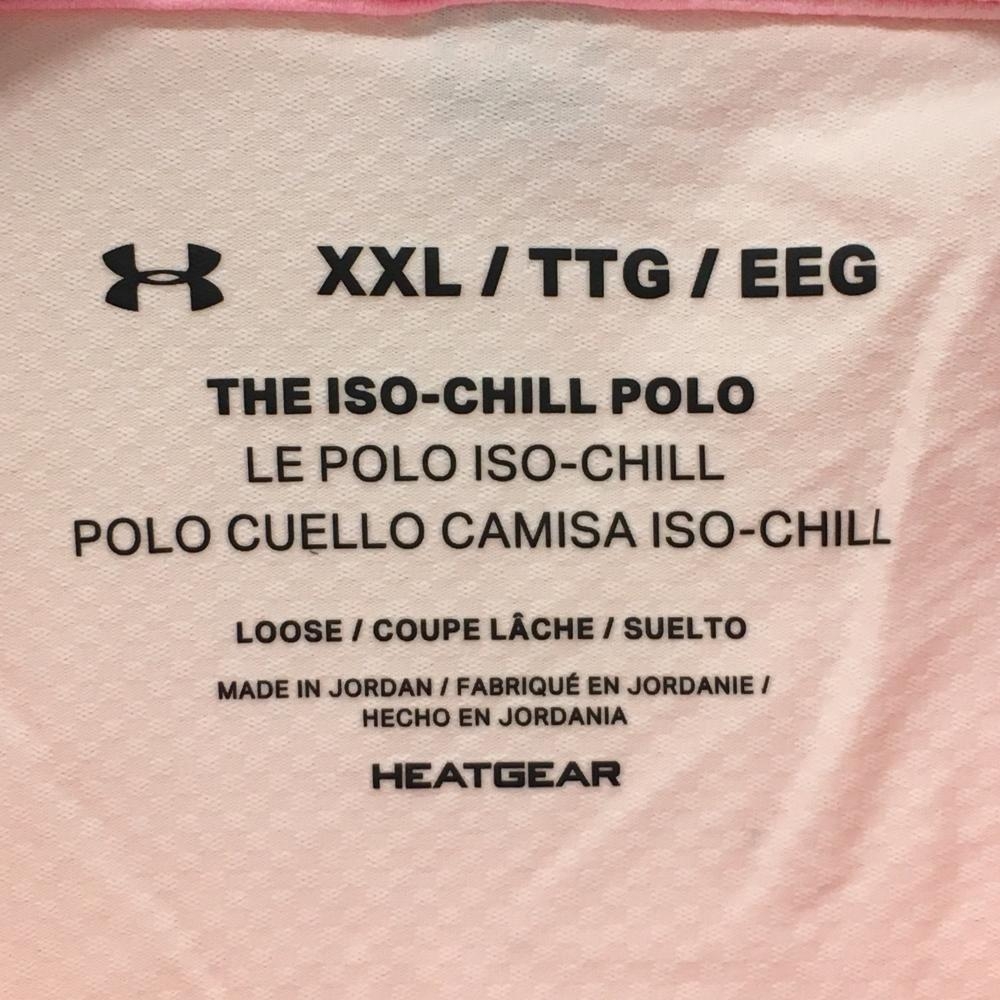 XXL / TTG / EEG
THE ISO-CHILL POLO
LE POLO ISO-CHILL
POLO CUELLO CAMISA ISO-CHILL
LOOSE / COUPE LÂCHE / SUELTO
MADE IN JORDAN / FABRIQUÉ EN JORDANIE /
HECHO EN JORDANIA
HEATGEAR